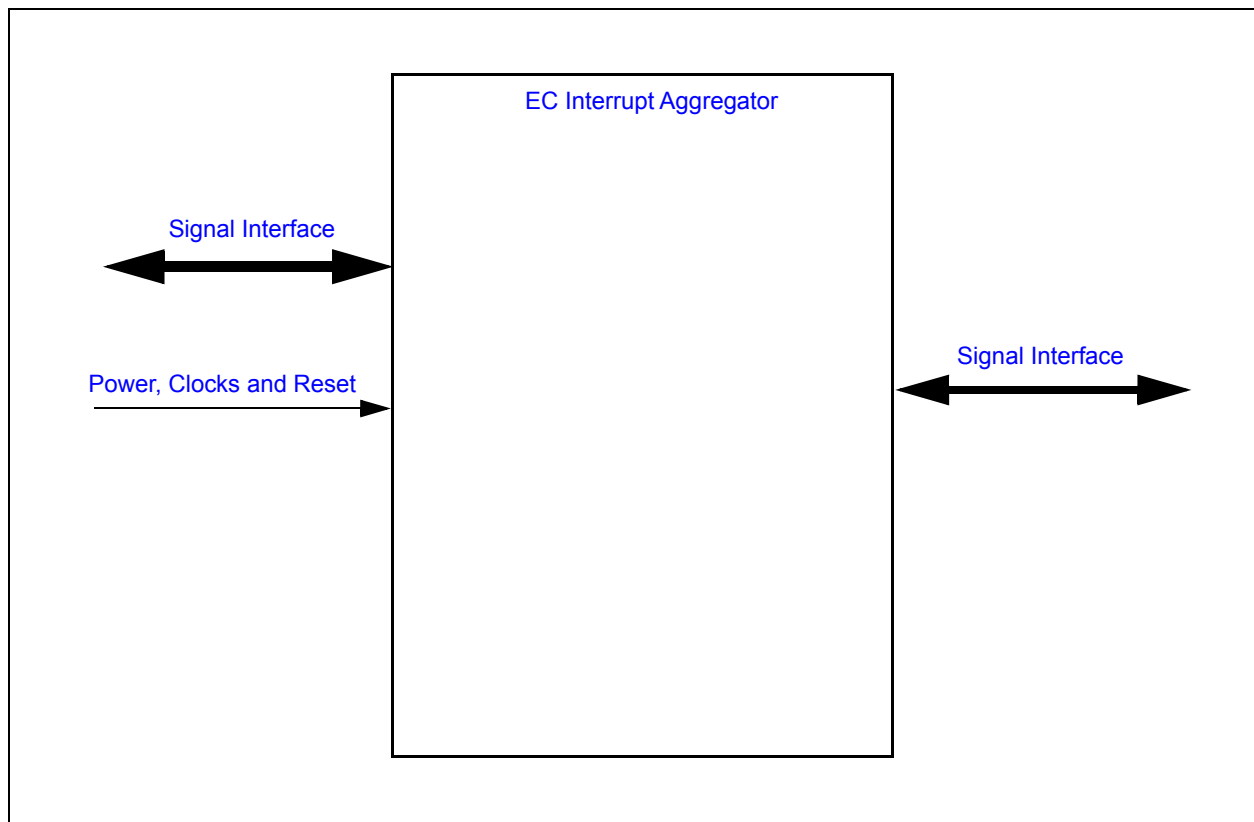 EC Interrupt Aggregator
Signal Interface
Power, Clocks and Reset
Signal Interface